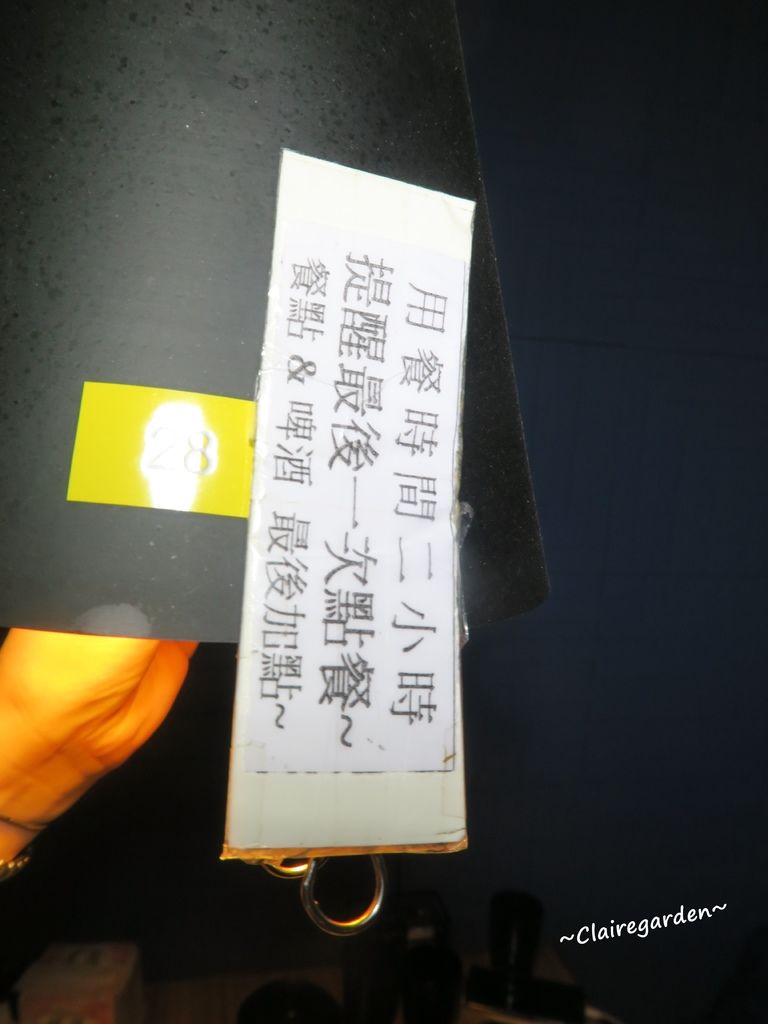 用餐時間二小時
提醒最後一次點餐~
餐點 & 啤酒 最後加點~
28
~Clairegarden~